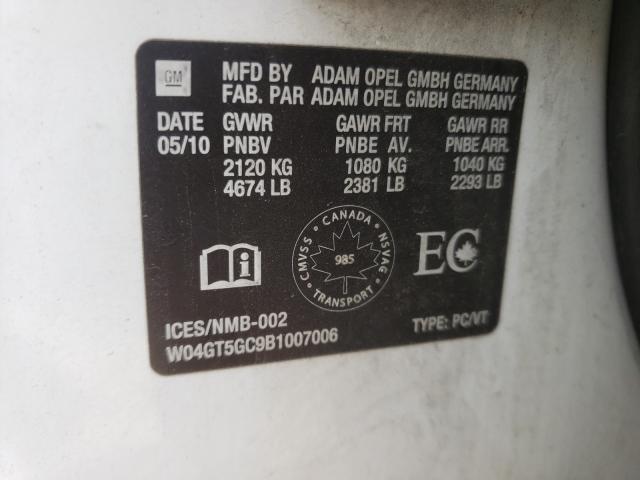 GM
MFD BY ADAM OPEL GMBH GERMANY
FAB. PAR ADAM OPEL GMBH GERMANY
DATE GVWR GAWR FRT GAWR RR
05/10 PNBV PNBE AV. PNBE ARR.
2120 KG 1080 KG 1040 KG
4674 LB 2381 LB 2293 LB
CANADA
CMVSS 985 NSVAC
TRANSPORT
i
EC
ICES/NMB-002 TYPE: PC/VT
W04GT5GC9B1007006